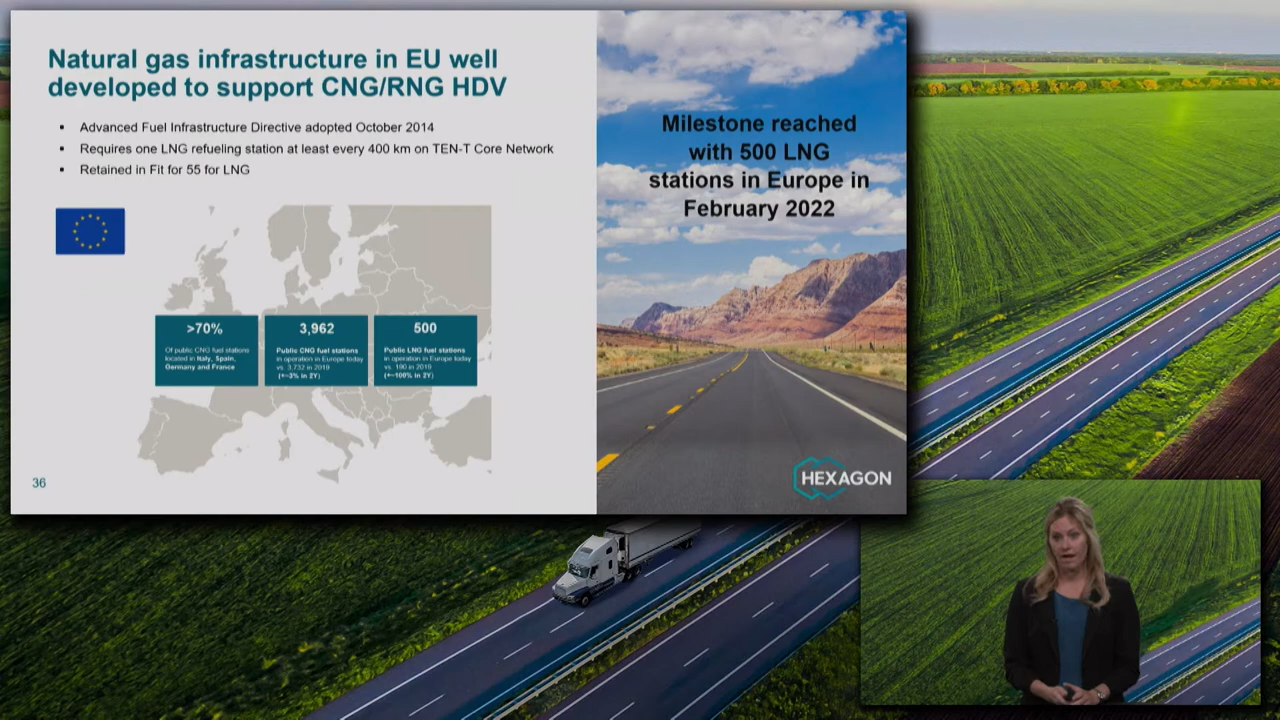 Natural gas infrastructure in EU well
developed to support CNG/RNG HDV
Advanced Fuel Infrastructure Directive adopted October 2014
Requires one LNG refueling station at least every 400 km on TEN-T Core Network
Retained in Fit for 55 for LNG
>70%
Of public CNG fuel stations
located in Italy, Spain,
Germany and France
3,962
Public CNG fuel stations
in operation in Europe today
vs. 3,732 in 2019
(+~3% in 2Y)
500
Public LNG fuel stations
in operation in Europe today
vs. 190 in 2019
(+~100% in 2Y)
36
Milestone reached
with 500 LNG
stations in Europe in
February 2022
HEXAGON